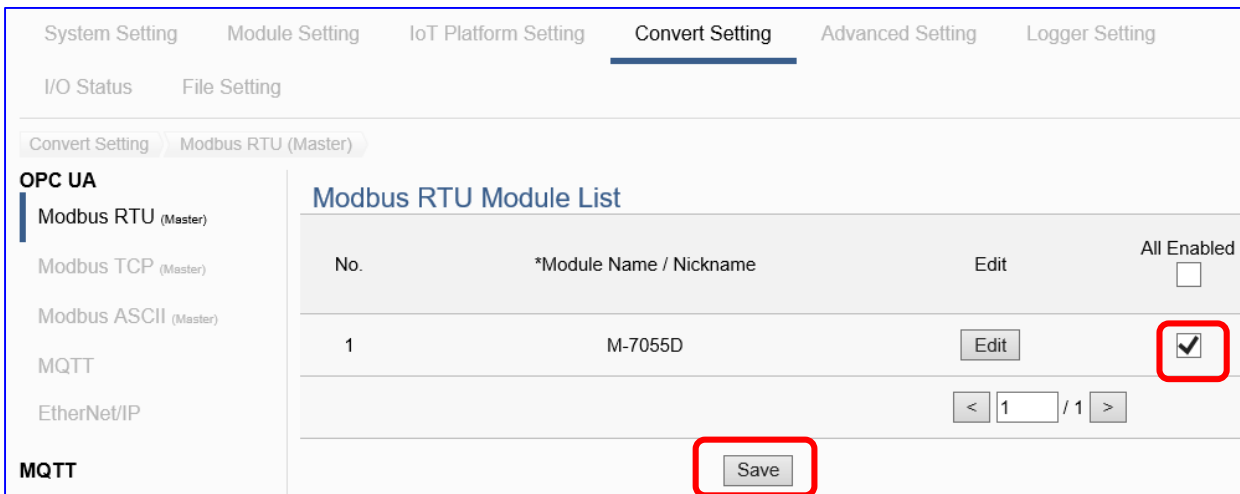 System Setting Module Setting IoT Platform Setting Convert Setting Advanced Setting Logger Setting
I/O Status File Setting
Convert Setting Modbus RTU (Master)
OPC UA
Modbus RTU (Master)
Modbus TCP (Master)
Modbus ASCII (Master)
MQTT
EtherNet/IP
MQTT
Modbus RTU Module List
No. *Module Name / Nickname Edit All Enabled
1 M-7055D Edit
< 1 / 1 >
Save